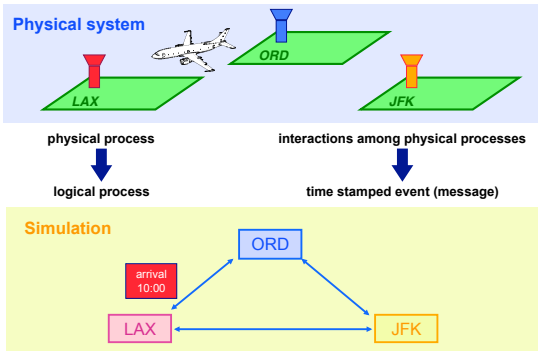 Physical system
ORD
LAX
JFK
physical process
interactions among physical processes
logical process
time stamped event (message)
Simulation
ORD
arrival
10:00
LAX
JFK